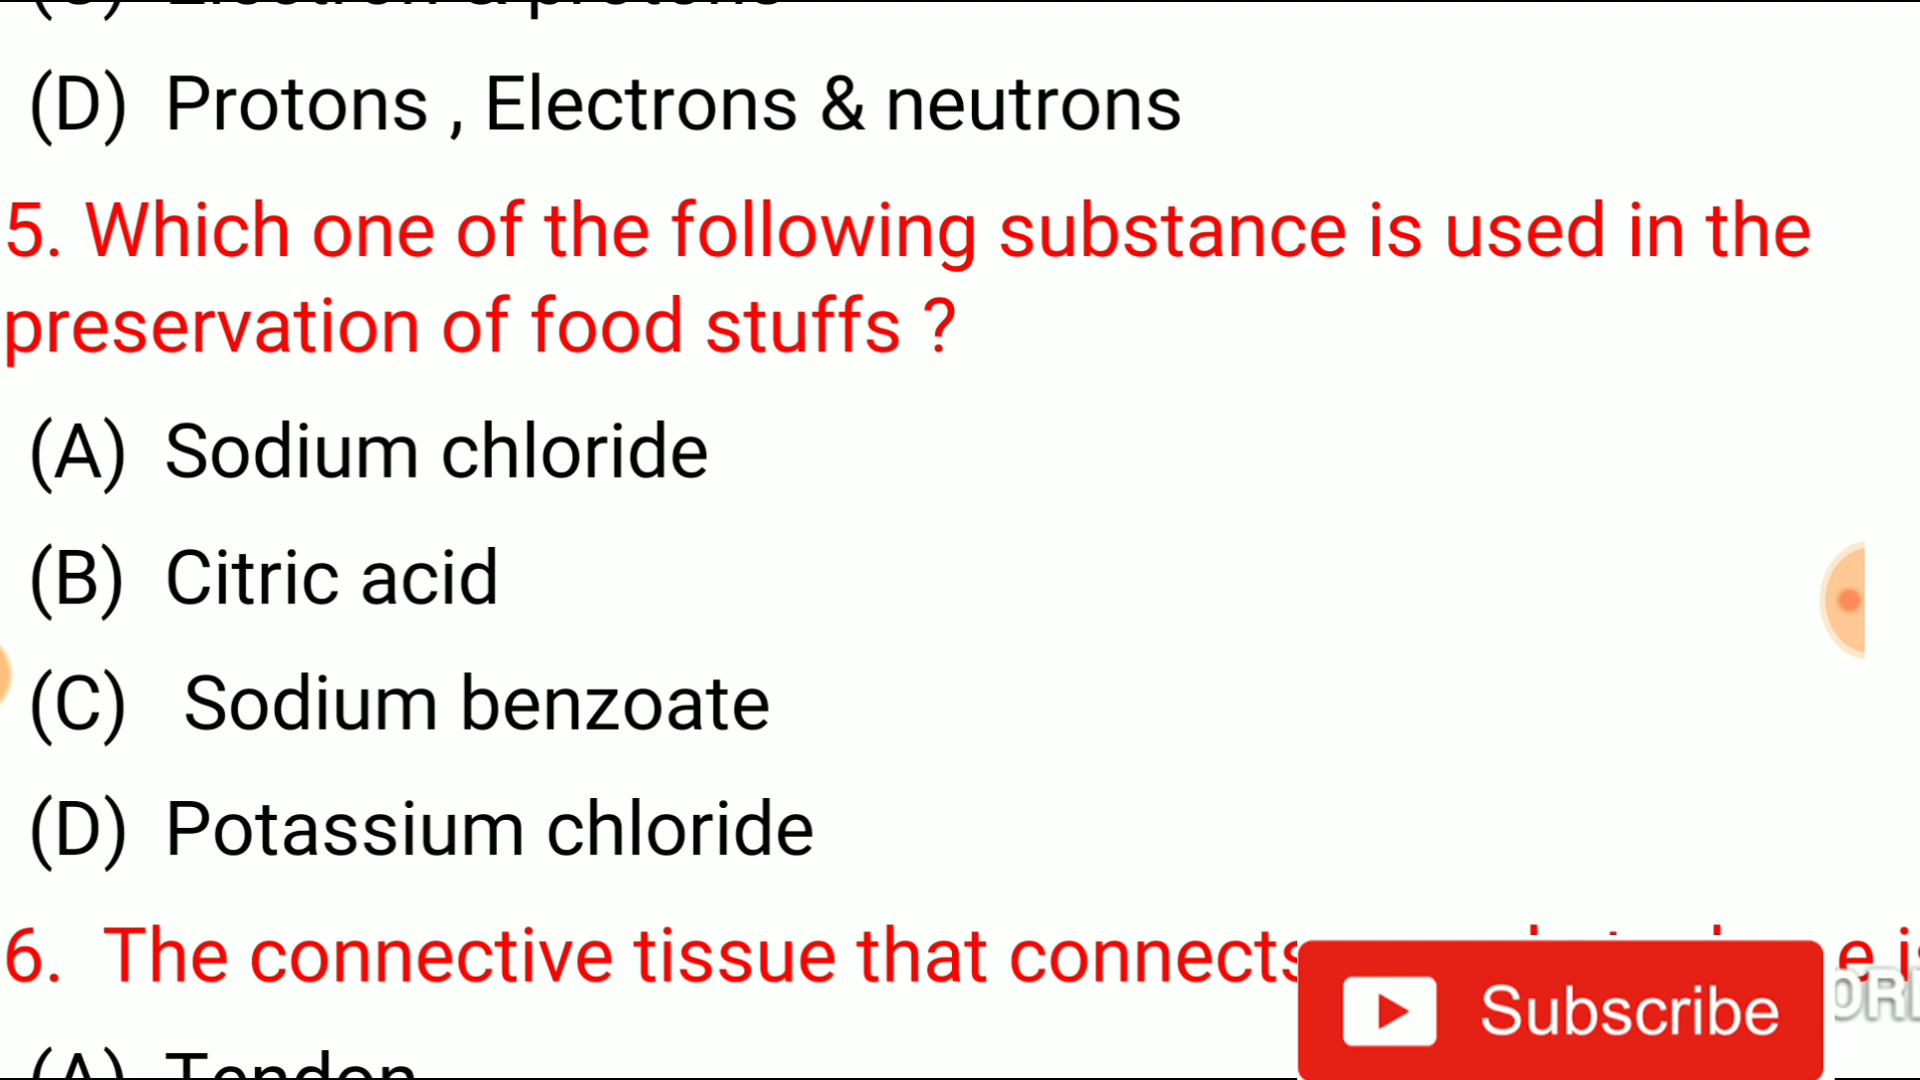 (D) Protons , Electrons & neutrons
5. Which one of the following substance is used in the
preservation of food stuffs ?
(A) Sodium chloride
(B) Citric acid
(C) Sodium benzoate
(D) Potassium chloride
6. The connective tissue that connects
Subscribe
(A) Tendon